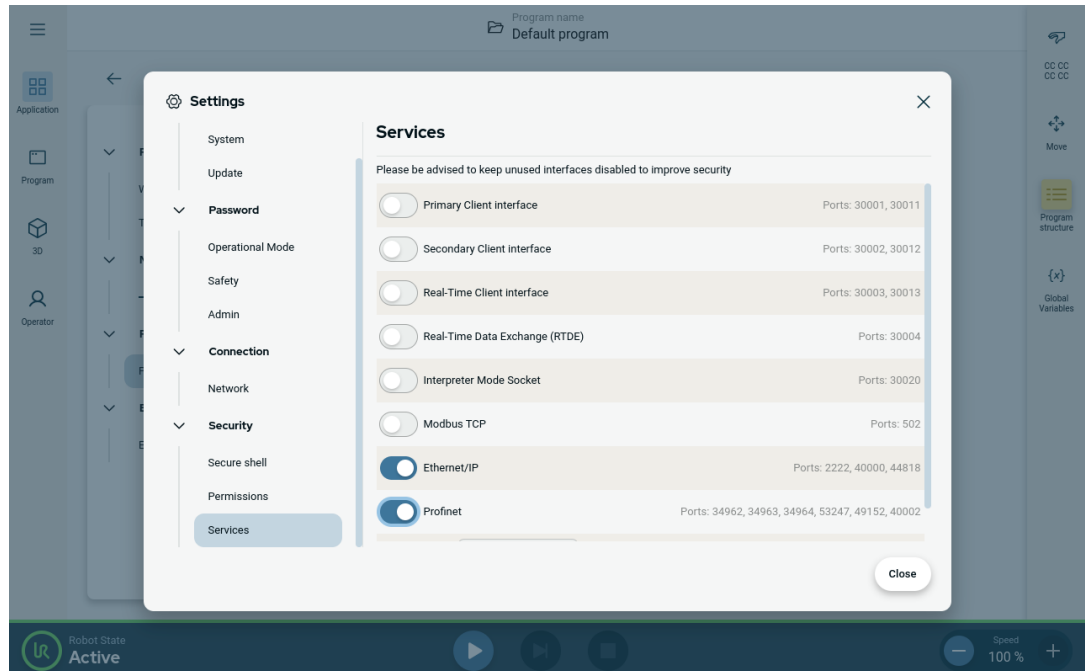 Program name
Default program
Application
Program
3D
Operator
Settings
System
Update
Password
Operational Mode
Safety
Admin
Connection
Network
Security
Secure shell
Permissions
Services
Services
Please be advised to keep unused interfaces disabled to improve security
Primary Client interface Ports: 30001, 30011
Secondary Client interface Ports: 30002, 30012
Real-Time Client interface Ports: 30003, 30013
Real-Time Data Exchange (RTDE) Ports: 30004
Interpreter Mode Socket Ports: 30020
Modbus TCP Ports: 502
Ethernet/IP Ports: 2222, 40000, 44818
Profinet Ports: 34962, 34963, 34964, 53247, 49152, 40002
Close
CC CC
CC CC
Move
Program
structure
{x}
Global
Variables
UR
Robot State
Active
Speed
100 %